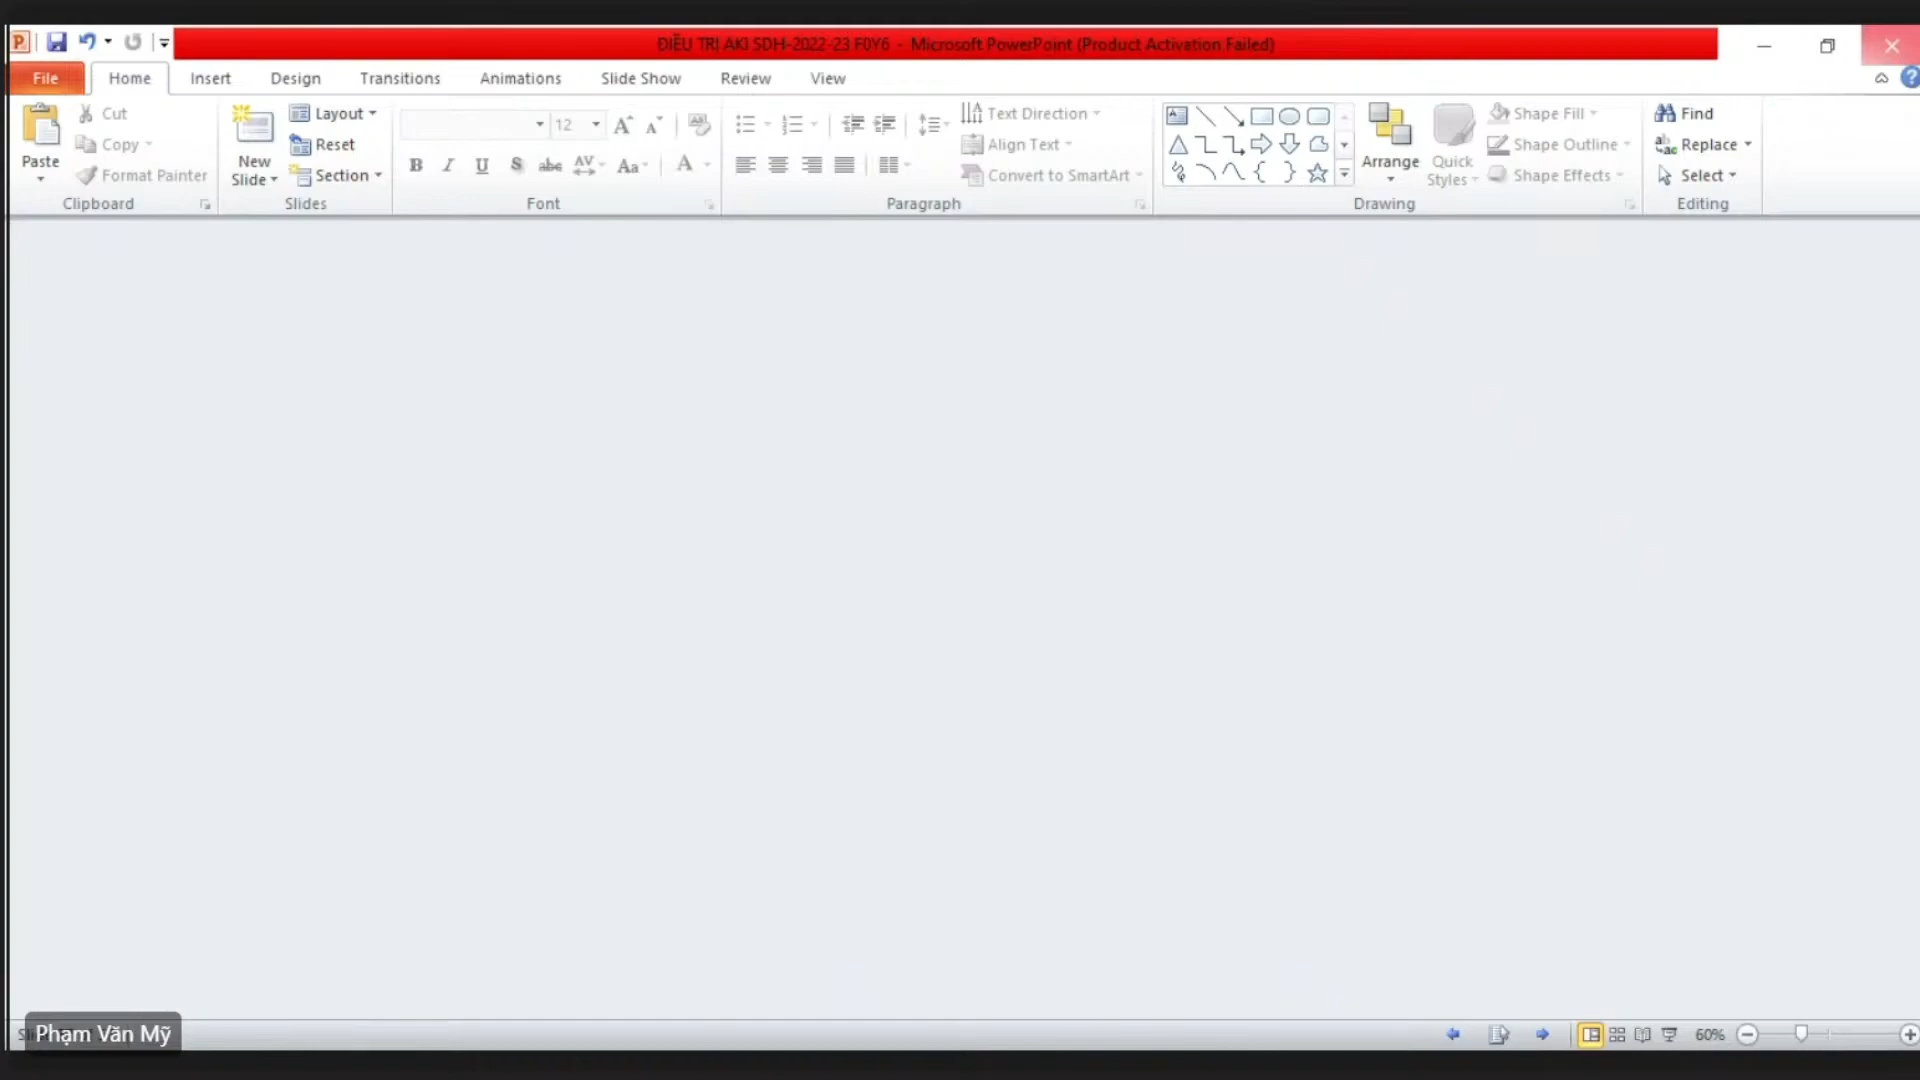 ĐIỀU TRỊ AKI SDH-2022-23 F0Y6 - Microsoft PowerPoint (Product Activation Failed)
File Home Insert Design Transitions Animations Slide Show Review View
Paste
Cut
Copy
Format Painter
Clipboard
New Slide
Layout
Reset
Section
Slides
12
Font
Text Direction
Align Text
Convert to SmartArt
Paragraph
Arrange
Quick Styles
Shape Fill
Shape Outline
Shape Effects
Drawing
Find
Replace
Select
Editing
Phạm Văn Mỹ
60%